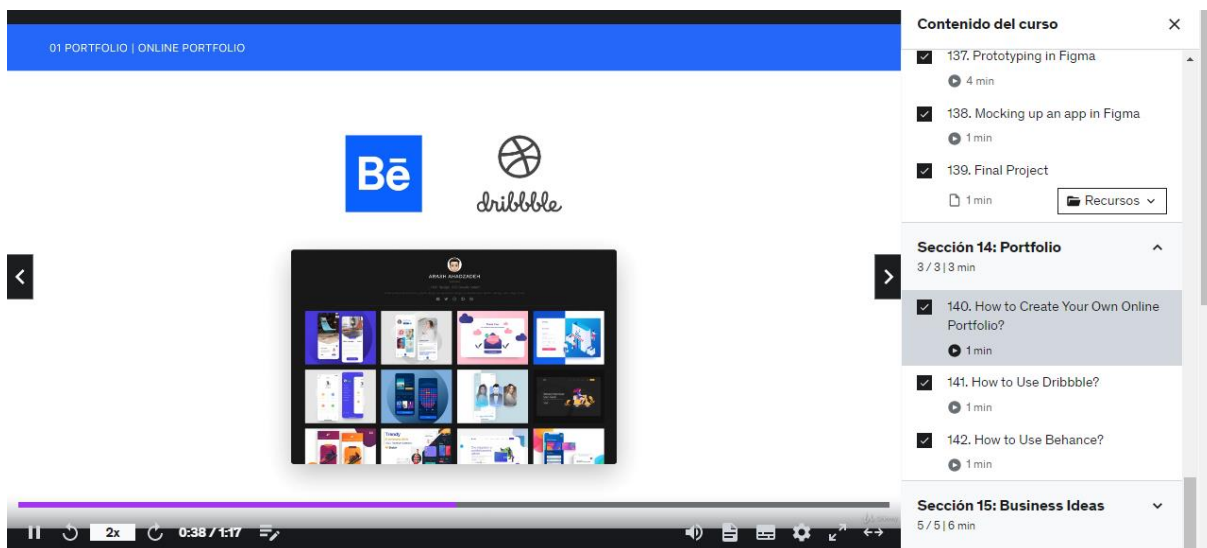 01 PORTFOLIO | ONLINE PORTFOLIO
Bē
dribbble
ARASH AHADZADEH
Trendy
2x
0:38 / 1:17
Contenido del curso
137. Prototyping in Figma
4 min
138. Mocking up an app in Figma
1 min
139. Final Project
1 min
Recursos
Sección 14: Portfolio
3 / 3 | 3 min
140. How to Create Your Own Online
Portfolio?
1 min
141. How to Use Dribbble?
1 min
142. How to Use Behance?
1 min
Sección 15: Business Ideas
5 / 5 | 6 min